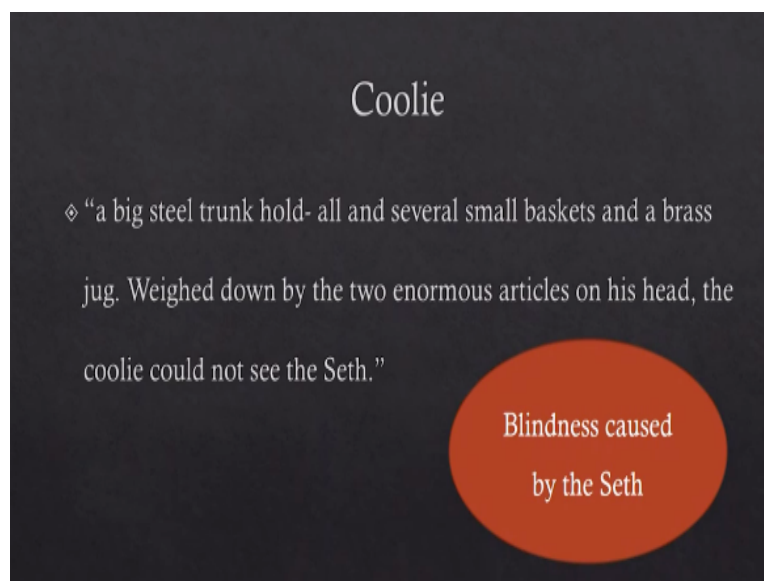 Coolie
“a big steel trunk hold- all and several small baskets and a brass
jug. Weighed down by the two enormous articles on his head, the
coolie could not see the Seth.”
Blindness caused
by the Seth